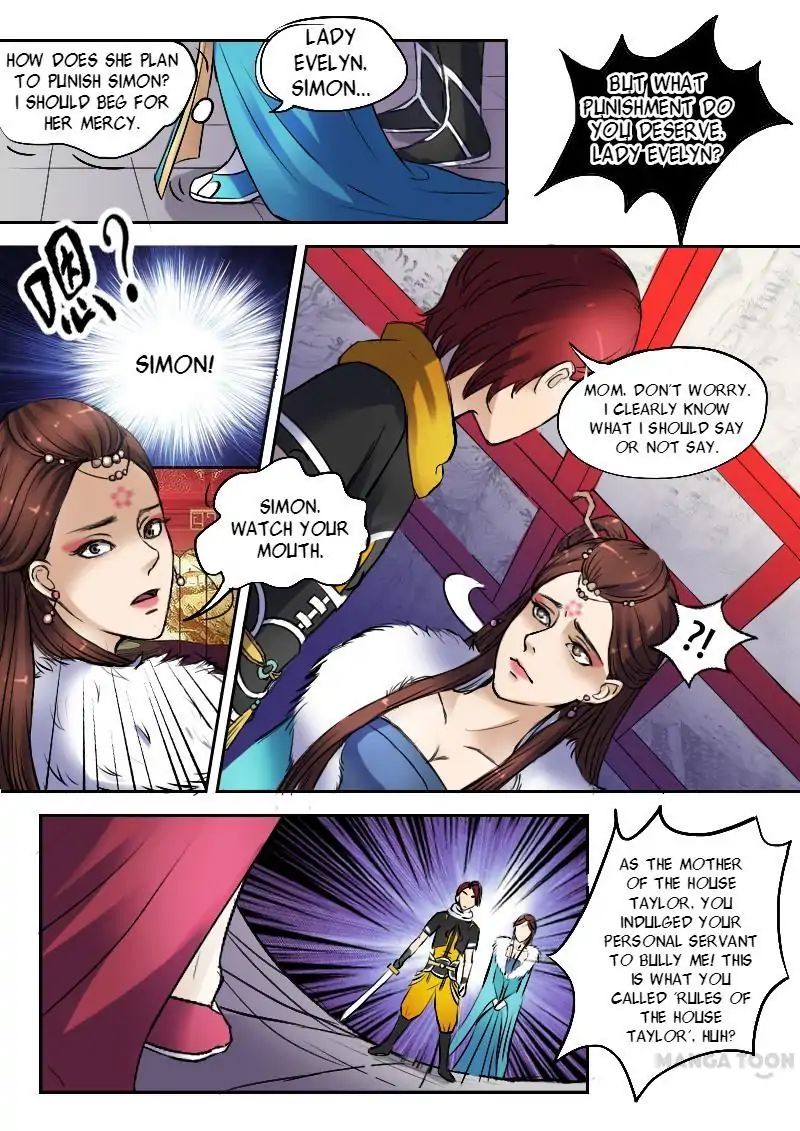 HOW DOES SHE PLAN
TO PUNISH SIMON?
I SHOULD BEG FOR
HER MERCY.
LADY
EVELYN,
SIMON...
BUT WHAT
PUNISHMENT DO
YOU DESERVE,
LADY EVELYN?
嗯?
SIMON!
SIMON,
WATCH YOUR
MOUTH.
MOM, DON'T WORRY.
I CLEARLY KNOW
WHAT I SHOULD SAY
OR NOT SAY.
?!
AS THE MOTHER
OF THE HOUSE
TAYLOR, YOU
INDULGED YOUR
PERSONAL SERVANT
TO BULLY ME! THIS
IS WHAT YOU
CALLED 'RULES OF
THE HOUSE
TAYLOR', HUH?
MANGA TOON